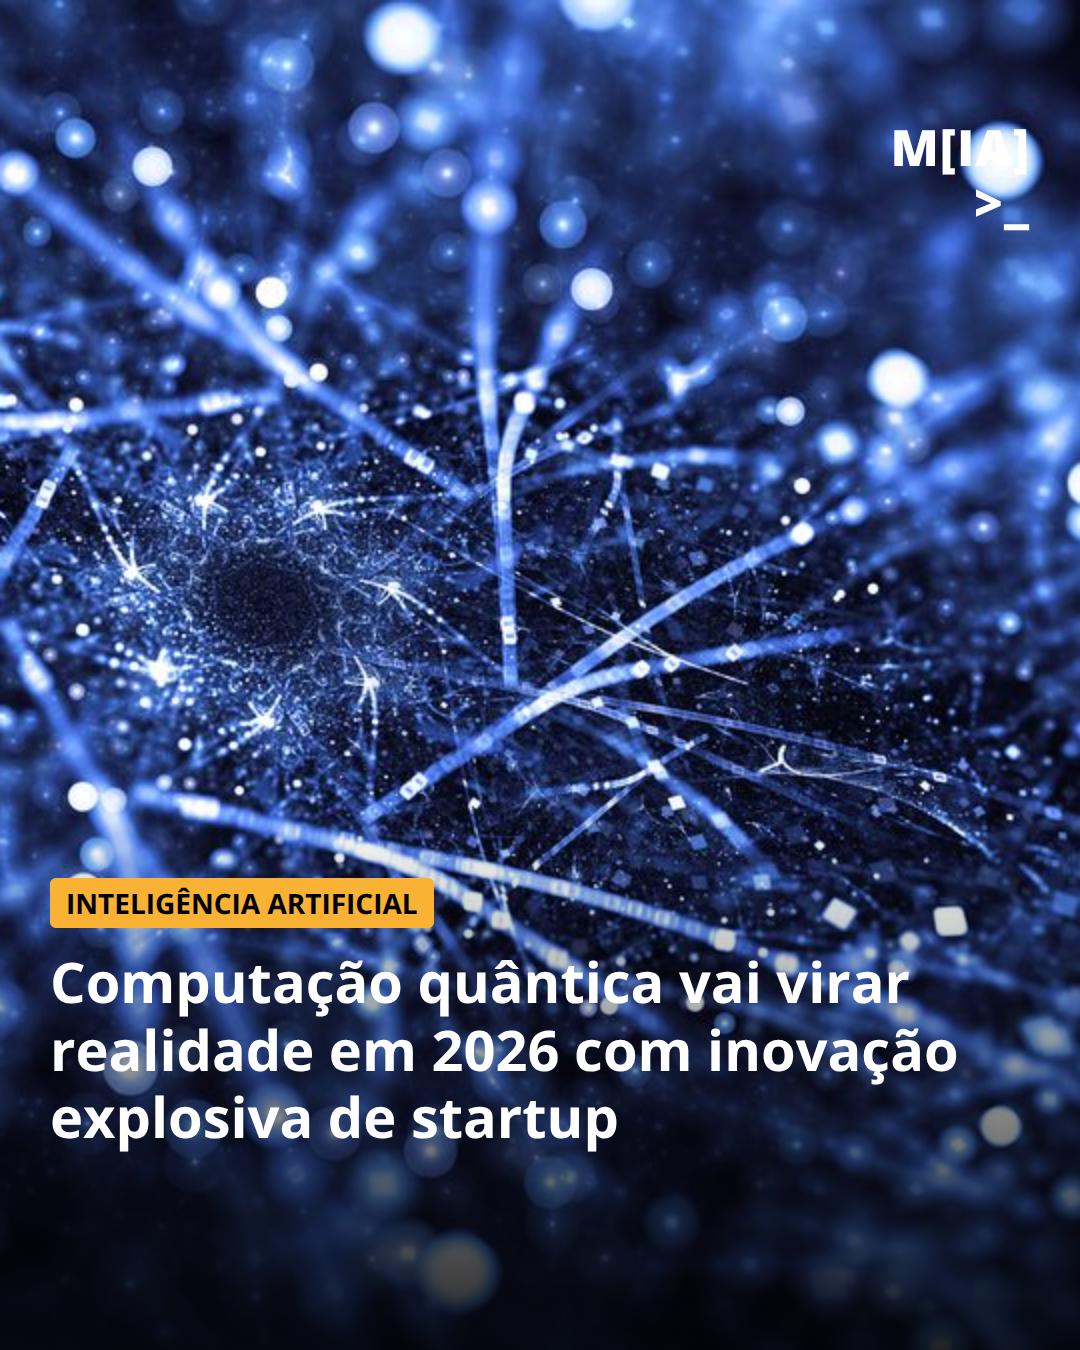 M[IA]
>_
INTELIGÊNCIA ARTIFICIAL
Computação quântica vai virar
realidade em 2026 com inovação
explosiva de startup